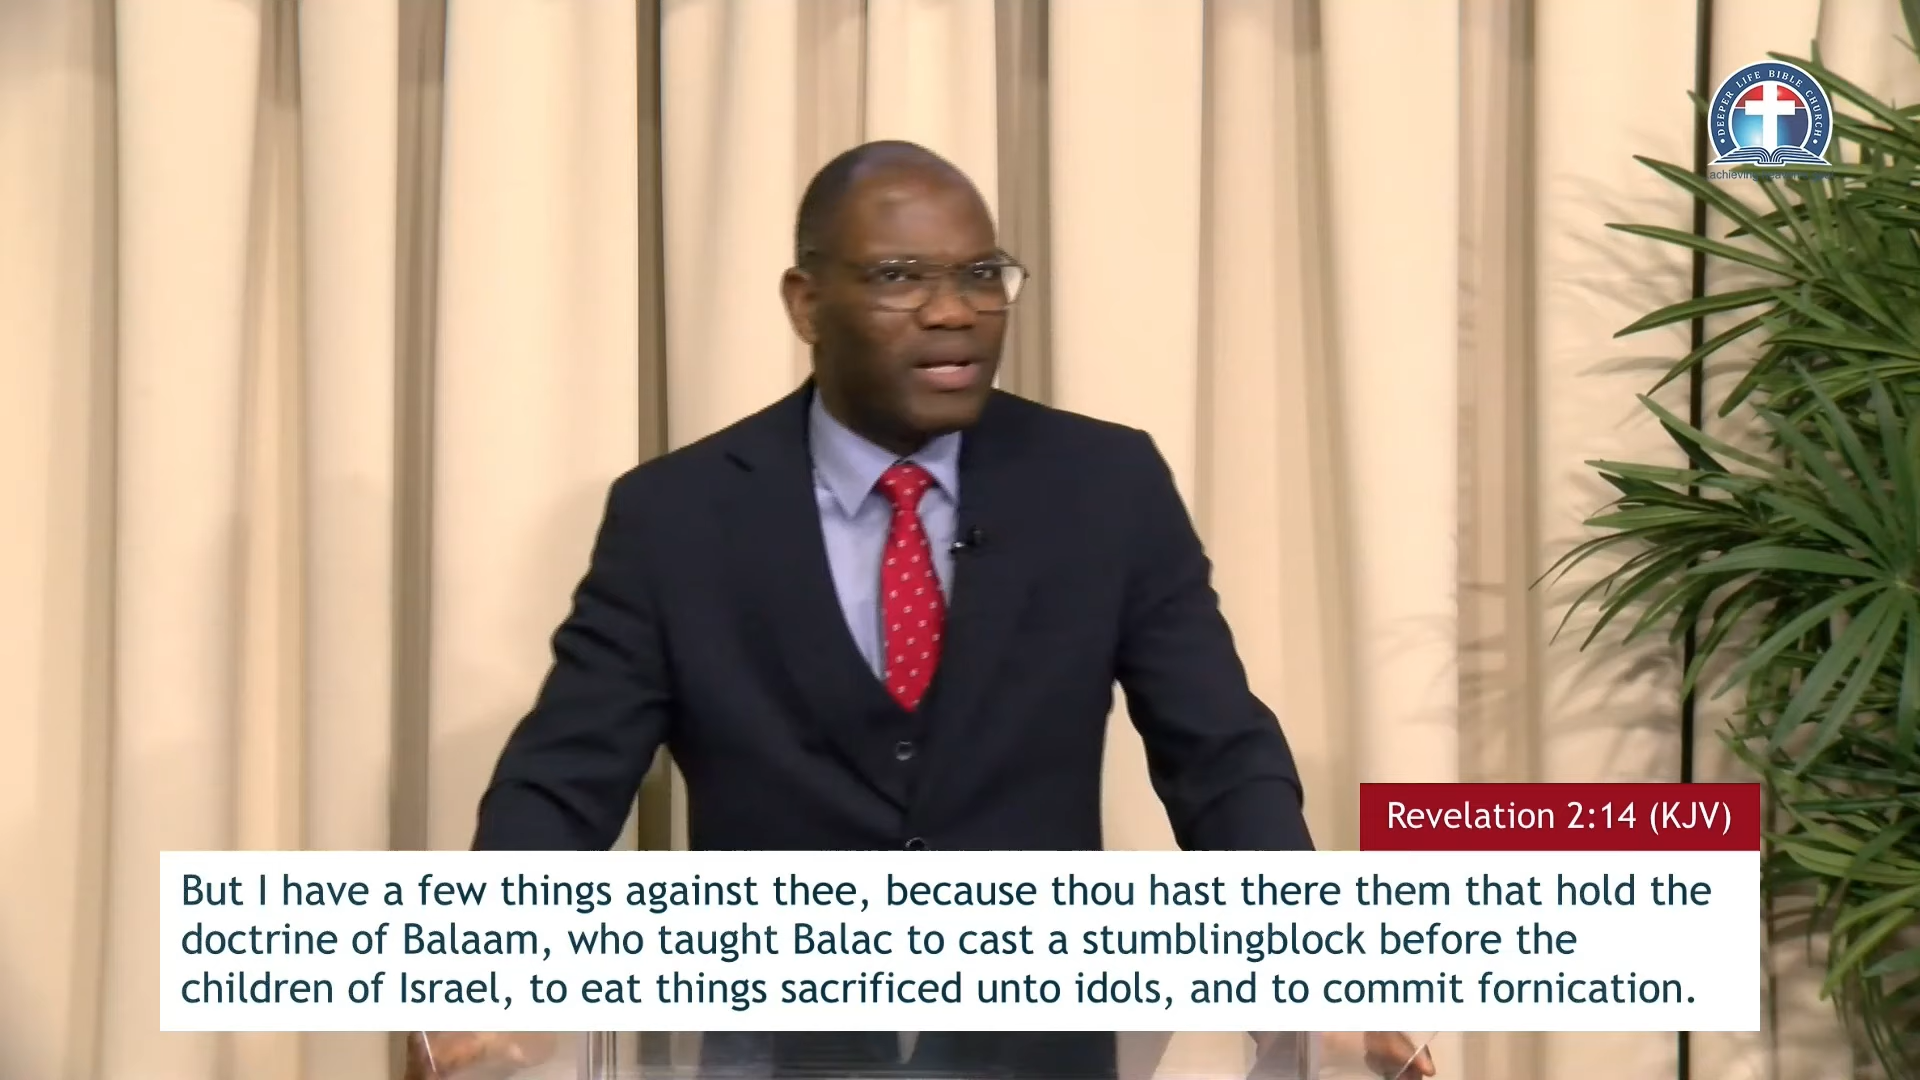 DEEPER LIFE BIBLE CHURCH
achieving
Revelation 2:14 (KJV)
But I have a few things against thee, because thou hast there them that hold the
doctrine of Balaam, who taught Balac to cast a stumblingblock before the
children of Israel, to eat things sacrificed unto idols, and to commit fornication.